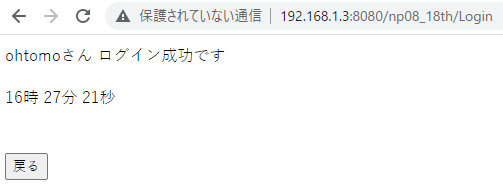 保護されていない通信 192.168.1.3:8080/np08_18th/Login
ohtomoさん ログイン成功です
16時 27分 21秒
戻る